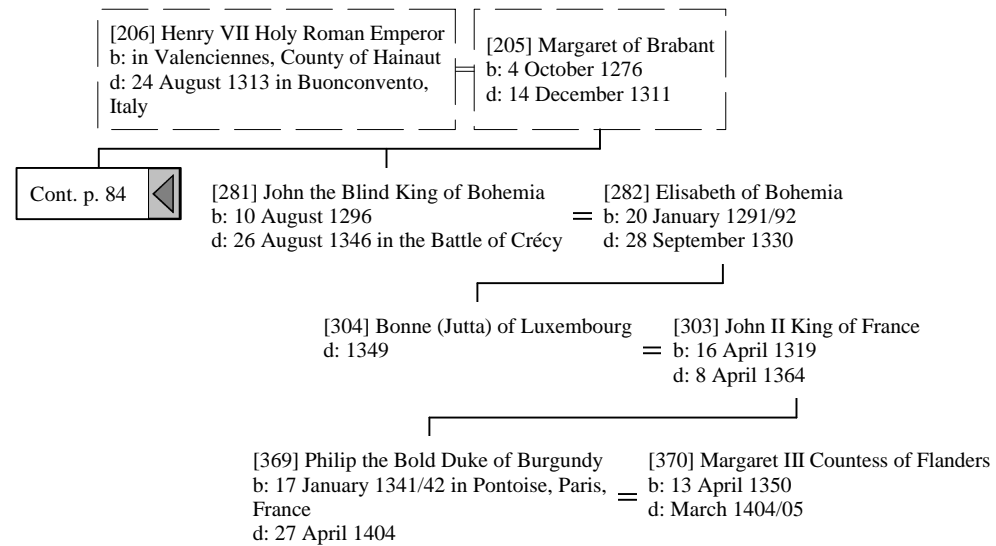 [206] Henry VII Holy Roman Emperor
b: in Valenciennes, County of Hainaut
d: 24 August 1313 in Buonconvento,
Italy
=
[205] Margaret of Brabant
b: 4 October 1276
d: 14 December 1311
Cont. p. 84
[281] John the Blind King of Bohemia
b: 10 August 1296
d: 26 August 1346 in the Battle of Crécy
=
[282] Elisabeth of Bohemia
b: 20 January 1291/92
d: 28 September 1330
[304] Bonne (Jutta) of Luxembourg
d: 1349
=
[303] John II King of France
b: 16 April 1319
d: 8 April 1364
[369] Philip the Bold Duke of Burgundy
b: 17 January 1341/42 in Pontoise, Paris,
France
d: 27 April 1404
=
[370] Margaret III Countess of Flanders
b: 13 April 1350
d: March 1404/05